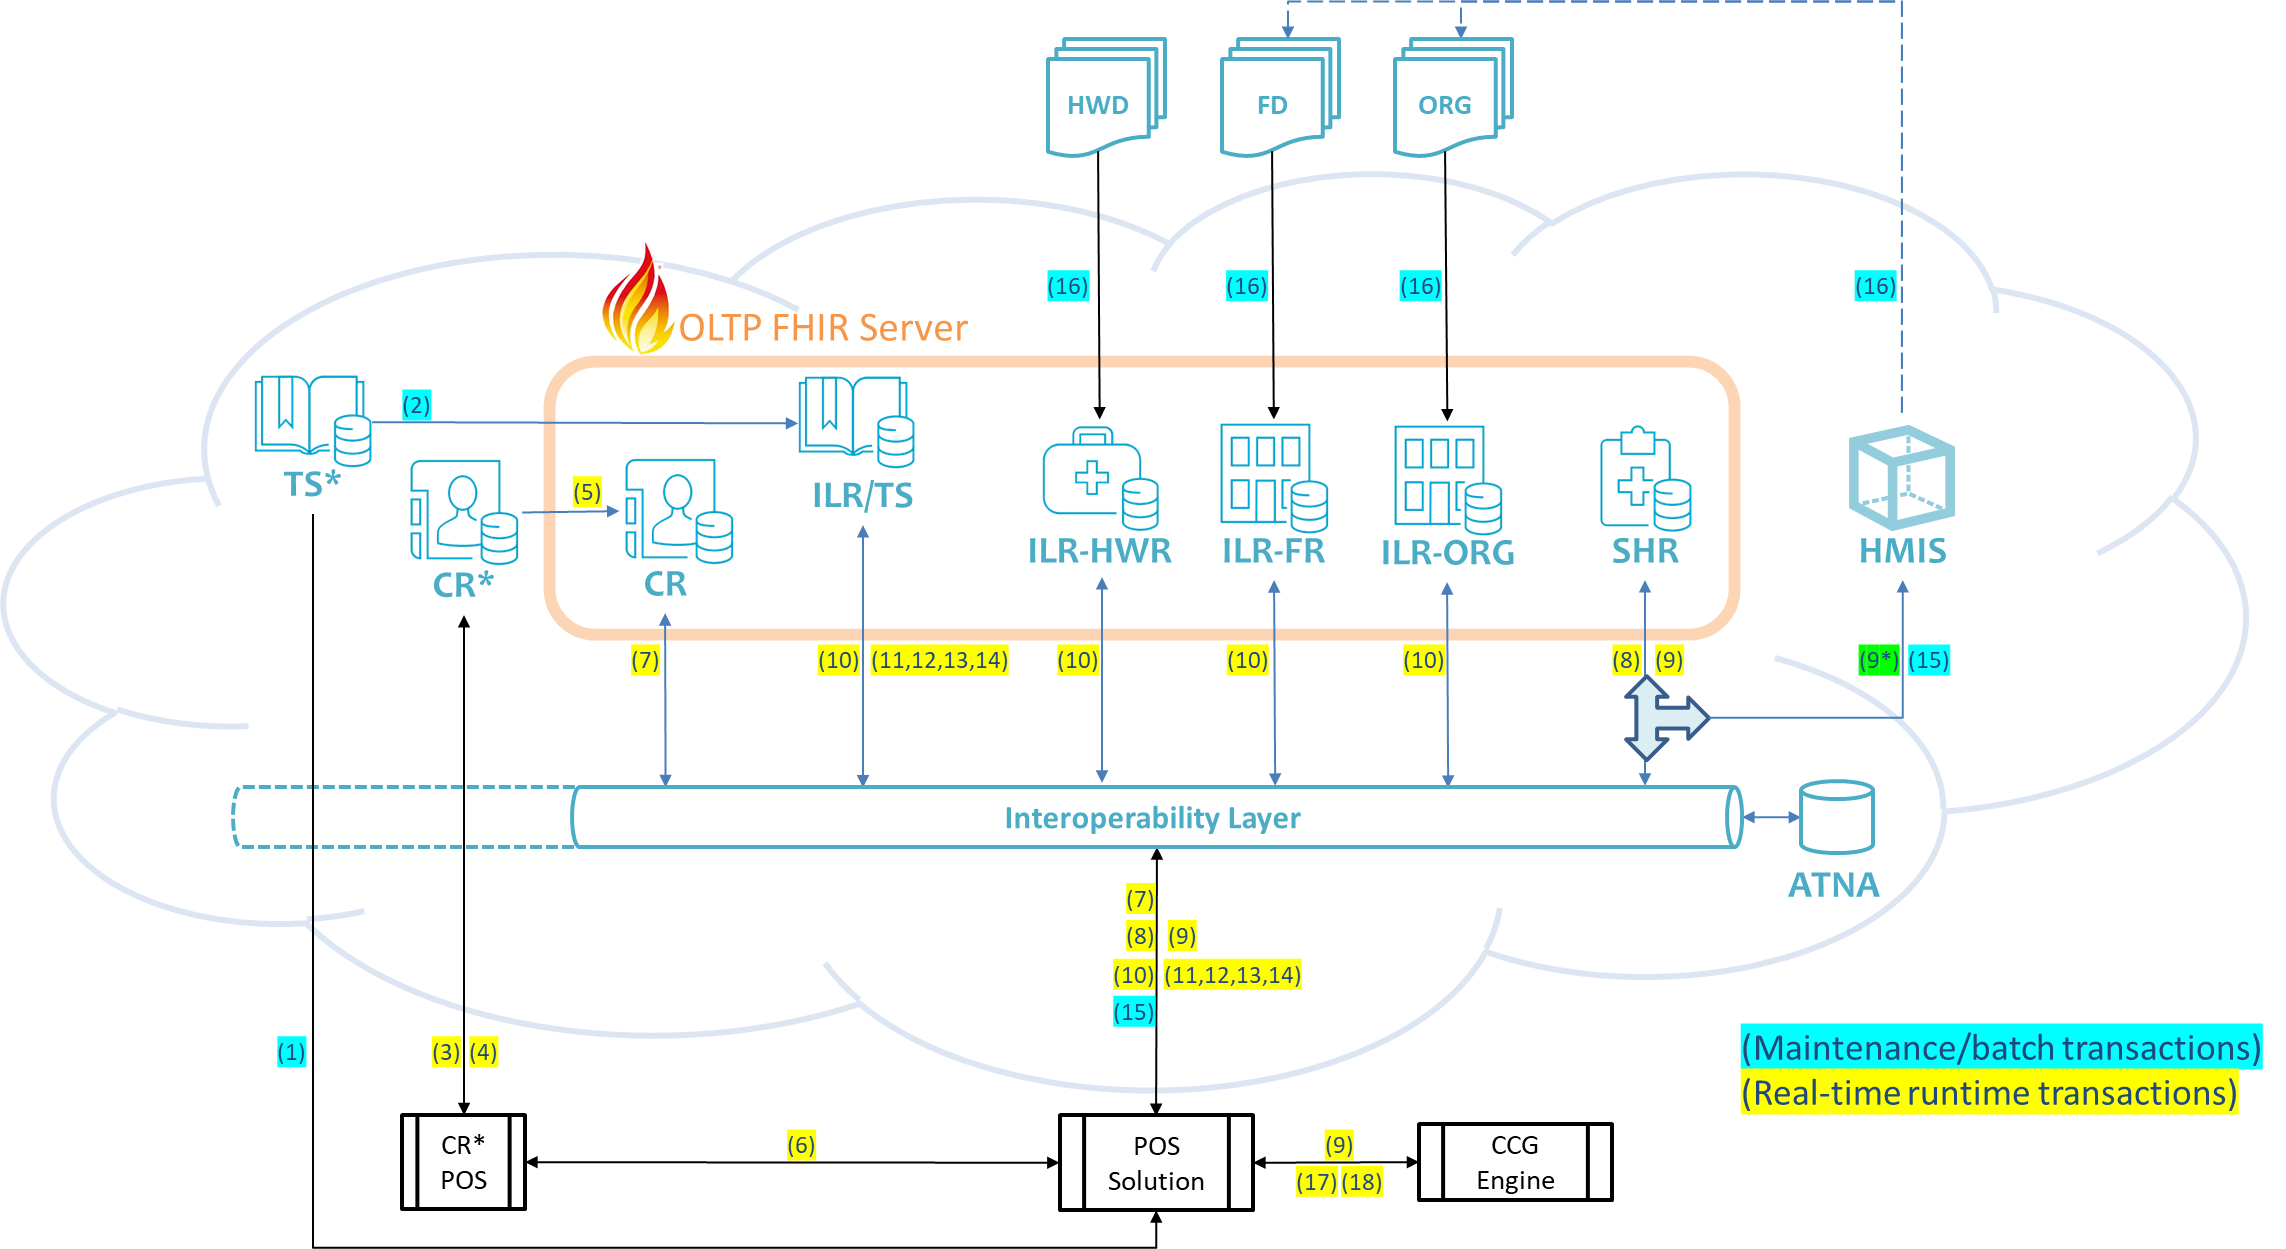 HWD
FD
ORG
(16)
(16)
(16)
(16)
OLTP FHIR Server
(2)
TS*
(5)
ILR/TS
CR*
CR
ILR-HWR
ILR-FR
ILR-ORG
SHR
HMIS
(7)
(10) (11,12,13,14)
(10)
(10)
(10)
(8) (9)
(9*) (15)
Interoperability Layer
ATNA
(7)
(8) (9)
(10) (11,12,13,14)
(15)
(1)
(3) (4)
(Maintenance/batch transactions)
(Real-time runtime transactions)
CR*
POS
(6)
POS
Solution
(9)
(17) (18)
CCG
Engine